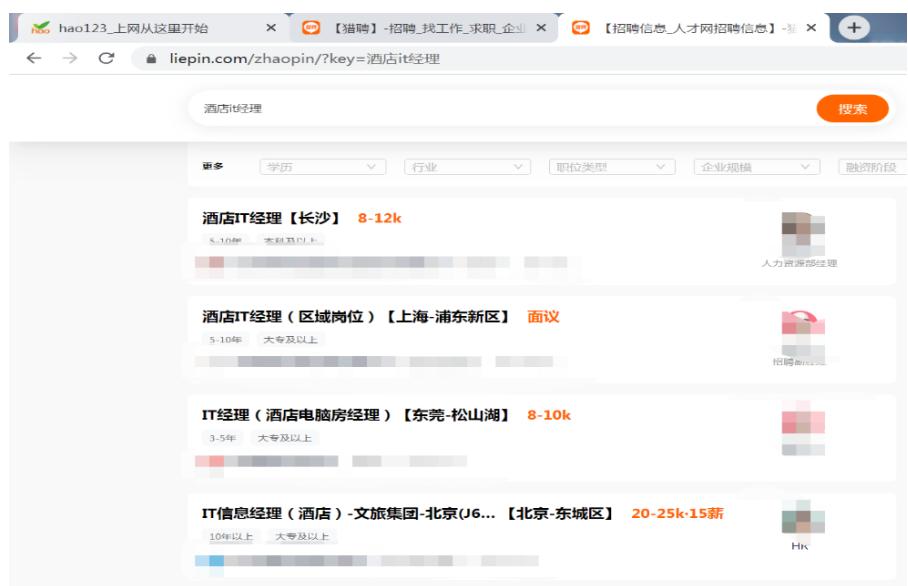 hao123_上网从这里开始
【猎聘】-招聘_找工作_求职_企业
【招聘信息_人才网招聘信息】-猎
liepin.com/zhaopin/?key=酒店it经理
酒店it经理 搜索
更多 学历 行业 职位类型 企业规模 融资阶段
酒店IT经理【长沙】 8-12k
5-10年 本科及以上
人力资源部经理
酒店IT经理（区域岗位）【上海-浦东新区】 面议
5-10年 大专及以上
招聘副经理
IT经理（酒店电脑房经理）【东莞-松山湖】 8-10k
3-5年 大专及以上
IT信息经理（酒店）-文旅集团-北京(J6... 【北京-东城区】 20-25k·15薪
10年以上 大专及以上
HR